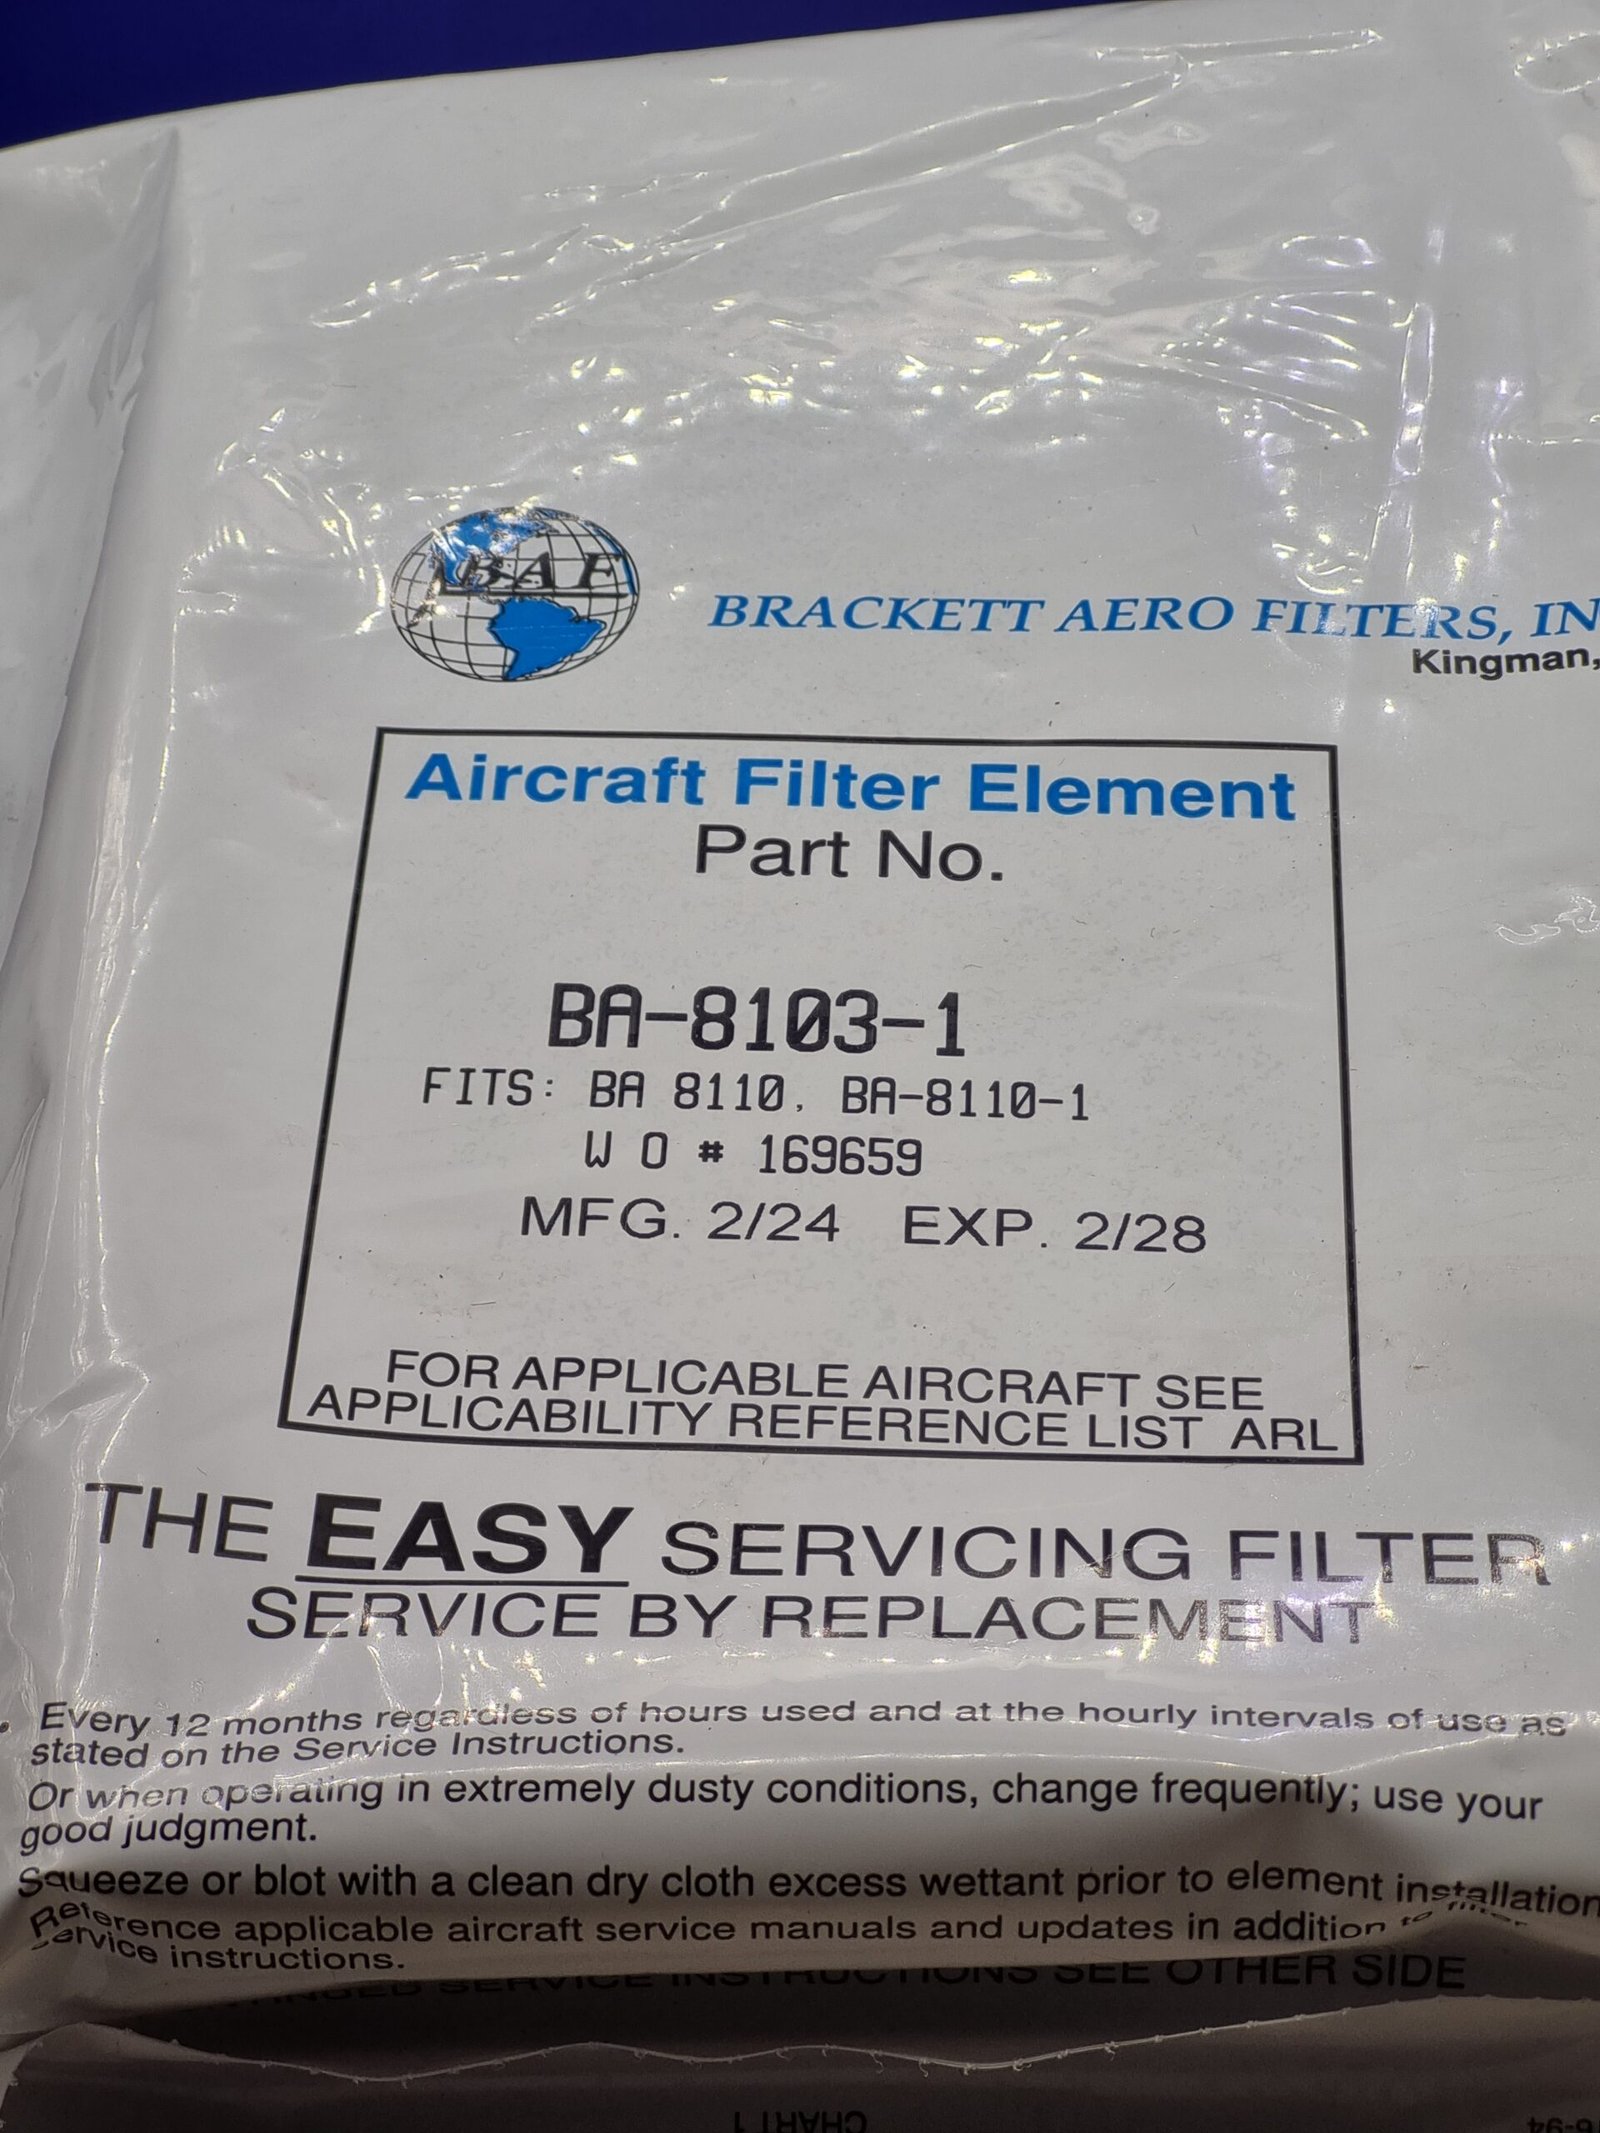 BAF
BRACKETT AERO FILTERS, IN
Kingman,
Aircraft Filter Element
Part No.
BA-8103-1
FITS: BA 8110, BA-8110-1
W O # 169659
MFG. 2/24 EXP. 2/28
FOR APPLICABLE AIRCRAFT SEE
APPLICABILITY REFERENCE LIST ARL
THE EASY SERVICING FILTER
SERVICE BY REPLACEMENT
Every 12 months regardless of hours used and at the hourly intervals of use as
stated on the Service Instructions.
Or when operating in extremely dusty conditions, change frequently; use your
good judgment.
Squeeze or blot with a clean dry cloth excess wettant prior to element installation
Reference applicable aircraft service manuals and updates in addition to
service instructions.
SERVICE INSTRUCTIONS SEE OTHER SIDE
CHART 1